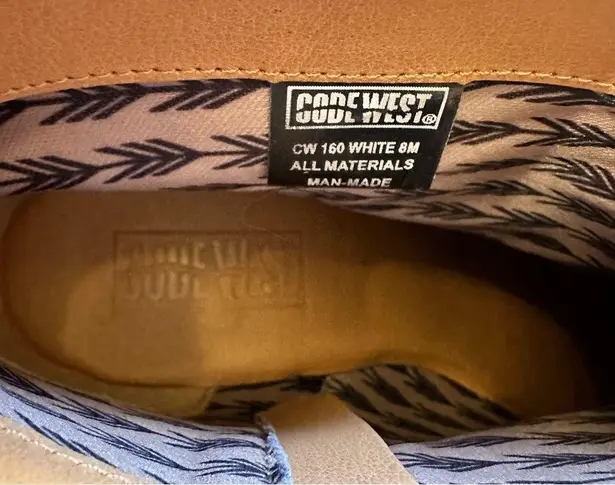 CODE WEST®
CW 160 WHITE 8M
ALL MATERIALS
MAN-MADE
CODE WEST